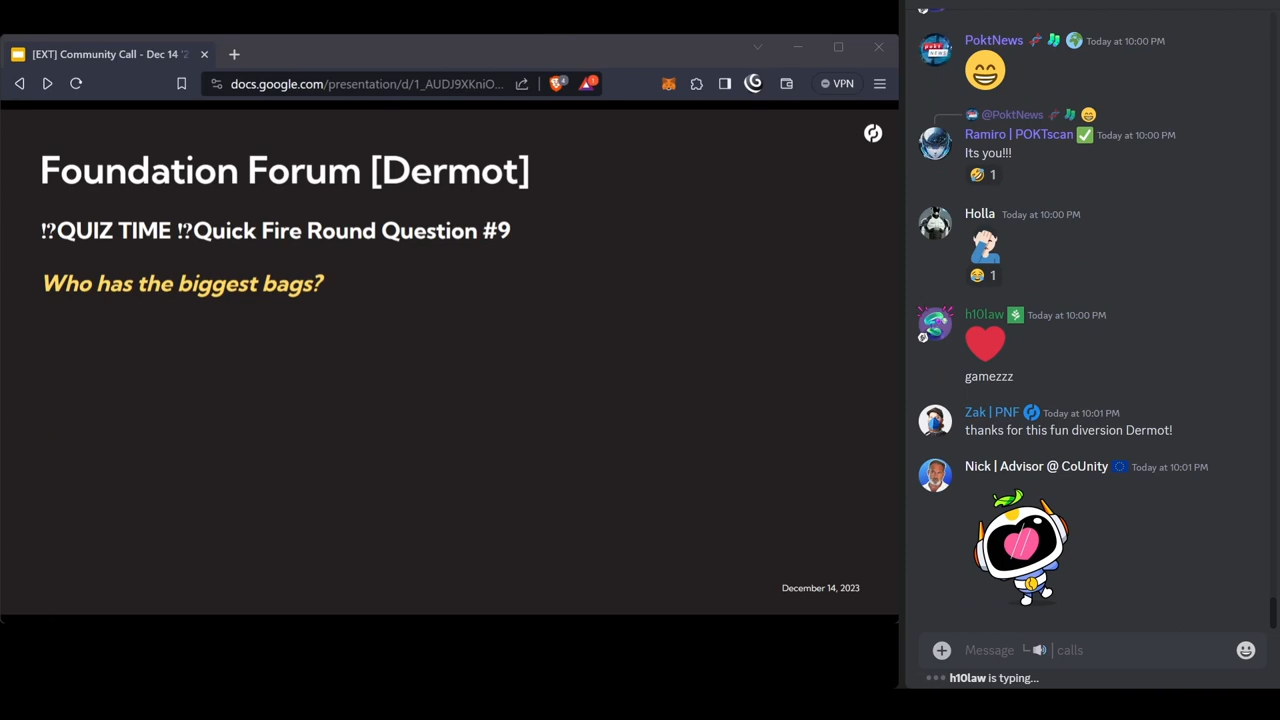 [EXT] Community Call - Dec 14 '2
docs.google.com/presentation/d/1_AUDJ9XKniO...
4
1
VPN
Foundation Forum [Dermot]
⁉QUIZ TIME ⁉Quick Fire Round Question #9
Who has the biggest bags?
December 14, 2023
PoktNews Today at 10:00 PM
@PoktNews
Ramiro | POKTscan Today at 10:00 PM
Its you!!!
1
Holla Today at 10:00 PM
1
h10law Today at 10:00 PM
gamezzz
Zak | PNF Today at 10:01 PM
thanks for this fun diversion Dermot!
Nick | Advisor @ CoUnity Today at 10:01 PM
Message calls
h10law is typing...